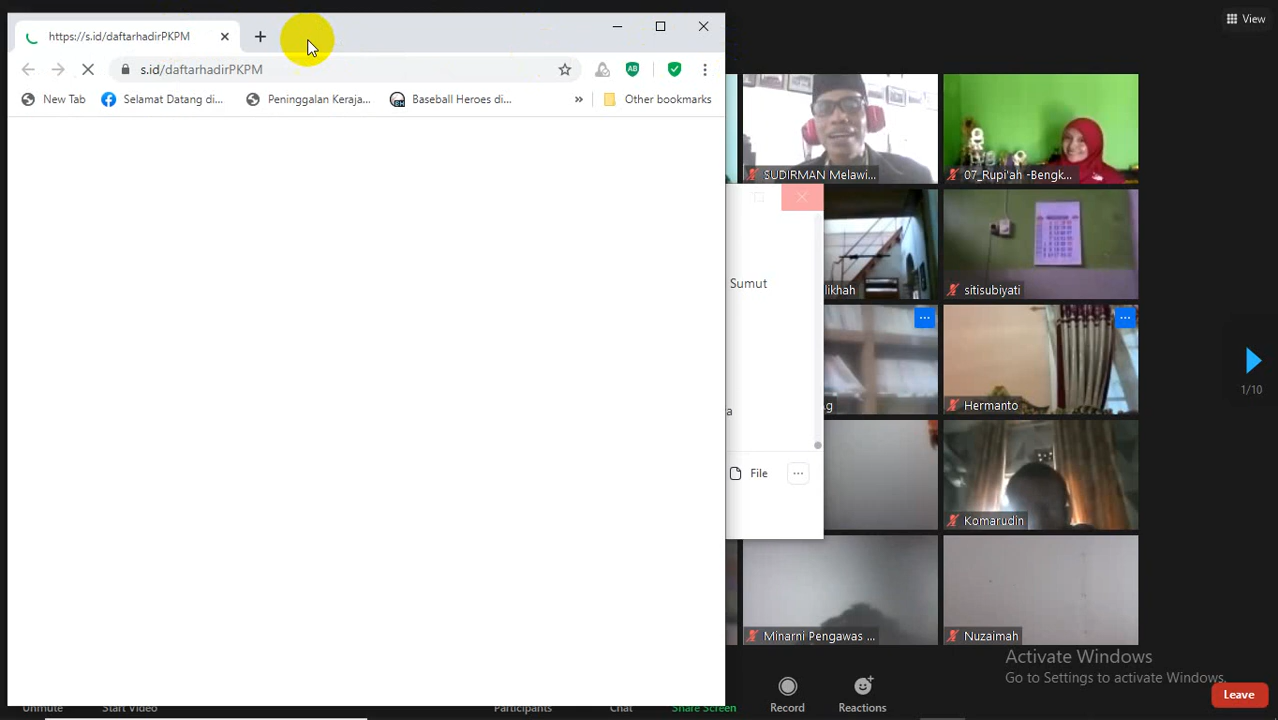 https://s.id/daftarhadirPKPM
s.id/daftarhadirPKPM
New Tab
Selamat Datang di...
Peninggalan Keraja...
Baseball Heroes di...
»
Other bookmarks
View
SUDIRMAN Melawi...
07_Rupi'ah -Bengk...
Sumut
likhah
sitisubiyati
1/10
a
Hermanto
File
Komarudin
Minarni Pengawas ...
Nuzaimah
Activate Windows
Go to Settings to activate Windows.
Unmute
Start Video
Participants
Chat
Share Screen
Record
Reactions
Leave